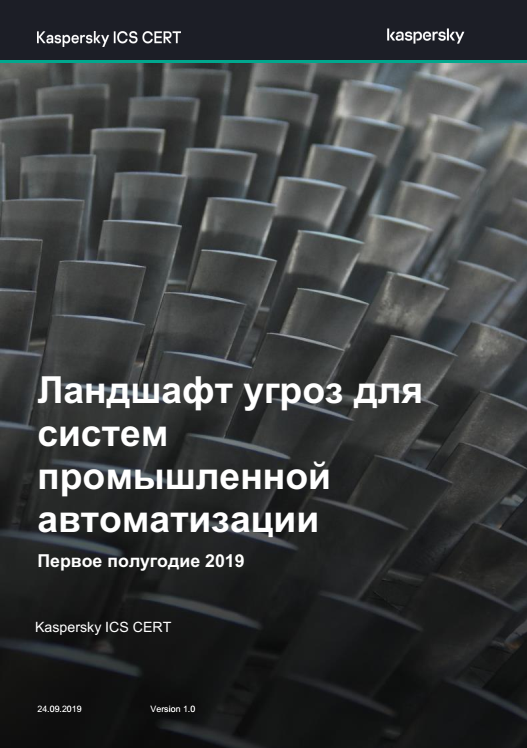 Kaspersky ICS CERT
kaspersky
Ландшафт угроз для
систем
промышленной
автоматизации
Первое полугодие 2019
Kaspersky ICS CERT
24.09.2019 Version 1.0